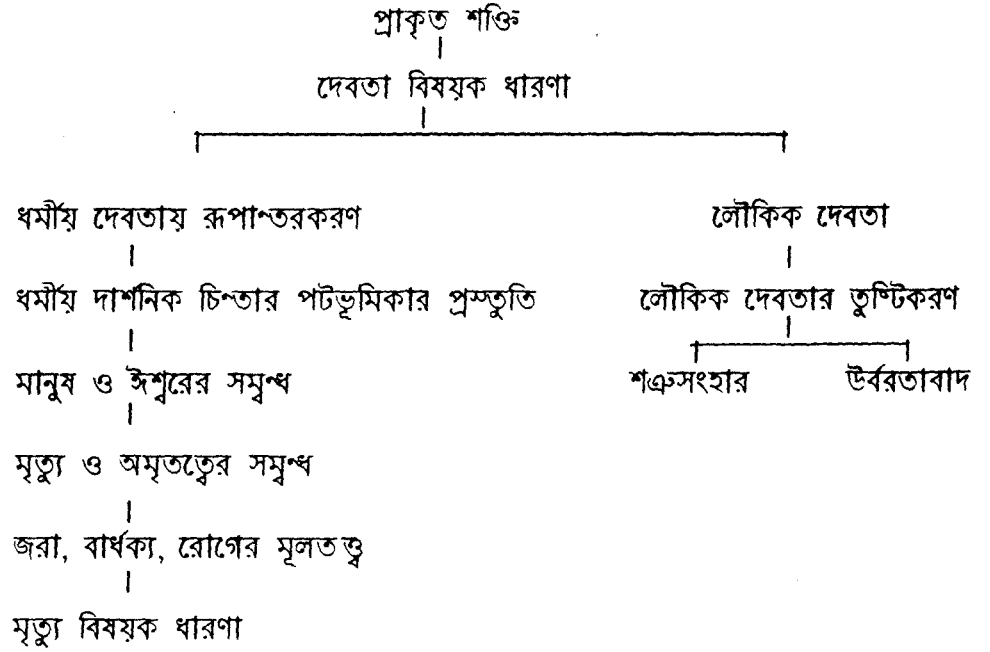 প্রাকৃত শক্তি
দেবতা বিষয়ক ধারণা
ধর্মীয় দেবতায় রূপান্তরকরণ
লৌকিক দেবতা
ধর্মীয় দার্শনিক চিন্তার পটভূমিকার প্রস্তুতি
লৌকিক দেবতার তুষ্টিকরণ
মানুষ ও ঈশ্বরের সম্বন্ধ
শত্রুসংহার
উর্বরতাবাদ
মৃত্যু ও অমৃতত্বের সম্বন্ধ
জরা, বার্ধক্য, রোগের মূলতত্ত্ব
মৃত্যু বিষয়ক ধারণা